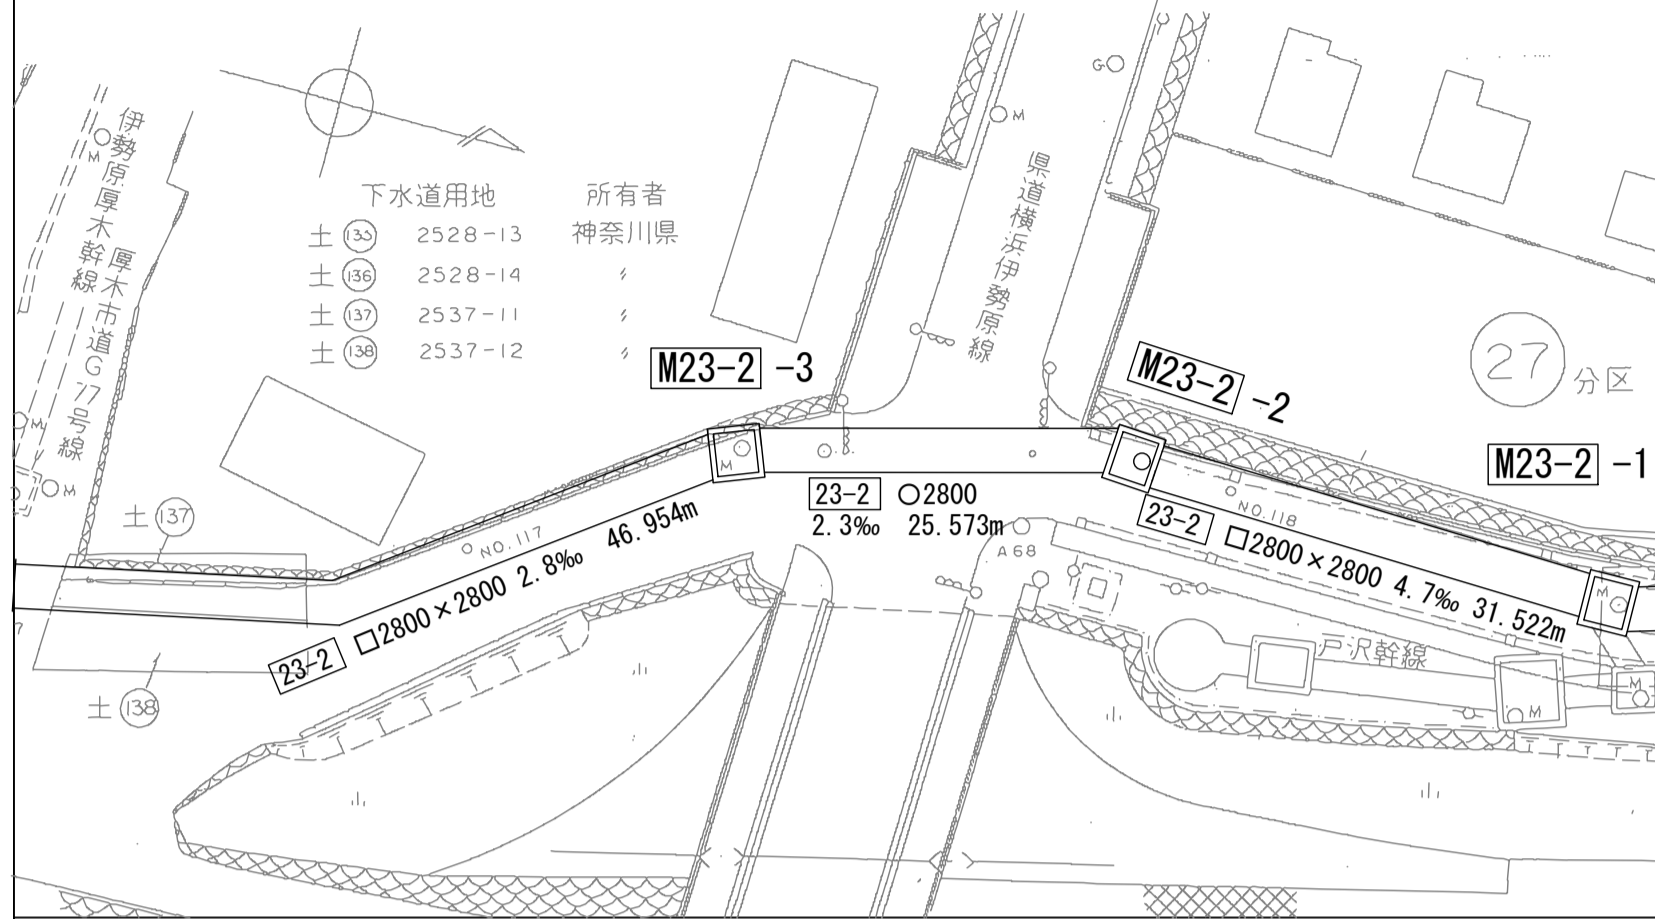 伊勢原厚木幹線
厚木市道G77号線
下水道用地 所有者
土 135 2528-13 神奈川県
土 136 2528-14 〃
土 137 2537-11 〃
土 138 2537-12 〃
県道横浜伊勢原線
G
M
M
M
M
M23-2 -3
M23-2 -2
M23-2 -1
27 分区
土 137
土 138
M
NO.117
23-2 □2800×2800 2.8‰ 46.954m
23-2 ○2800
2.3‰ 25.573m
A68
NO.118
23-2 □2800×2800 4.7‰ 31.522m
M
戸沢幹線
M
M